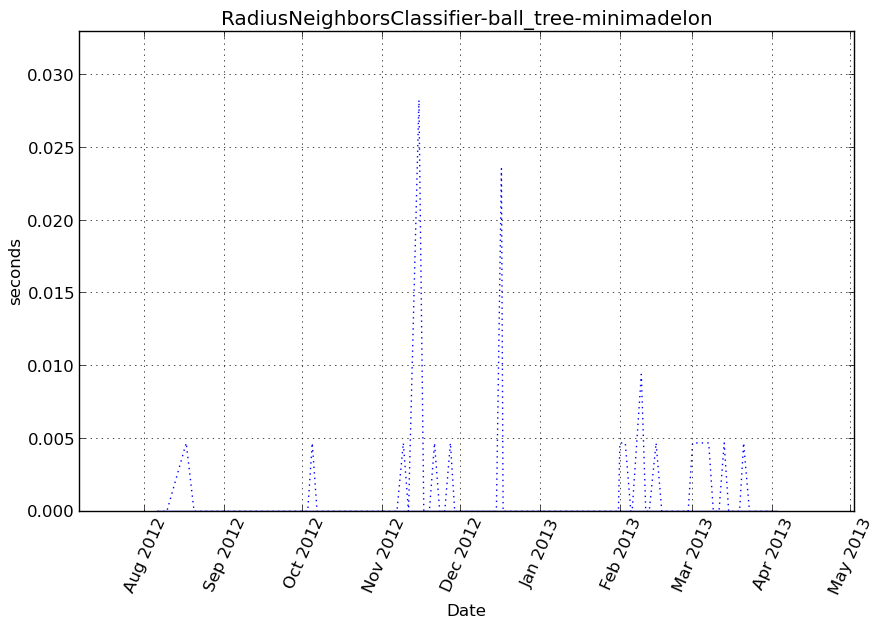 RadiusNeighborsClassifier-ball_tree-minimadelon
0.030
0.025
0.020
0.015
0.010
0.005
0.000
seconds
Aug 2012
Sep 2012
Oct 2012
Nov 2012
Dec 2012
Jan 2013
Feb 2013
Mar 2013
Apr 2013
May 2013
Date